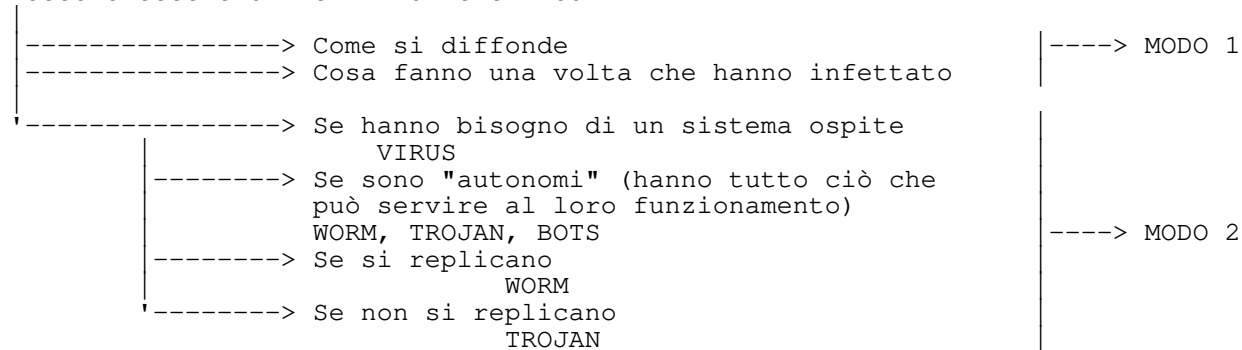 ----------------> Come si diffonde |----> MODO 1
----------------> Cosa fanno una volta che hanno infettato
'----------------> Se hanno bisogno di un sistema ospite
VIRUS
--------> Se sono "autonomi" (hanno tutto ciò che
può servire al loro funzionamento)
WORM, TROJAN, BOTS |----> MODO 2
--------> Se si replicano
WORM
'--------> Se non si replicano
TROJAN